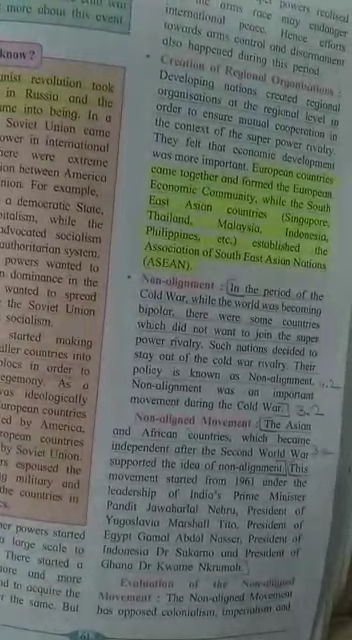 more about this event
know?
nist revolution took
in Russia and the
me into being. In a
Soviet Union came
ower in international
here were extreme
ion between America
nion. For example,
a democratic State,
pitalism, while the
advocated socialism
authoritarian system.
powers wanted to
n dominance in the
wanted to spread
the Soviet Union
socialism.
started making
aller countries into
blocs in order to
egemony. As a
was ideologically
uropean countries
ed by America,
ropean countries
by Soviet Union.
rs espoused the
ng military and
the countries in
cs.
per powers started
a large scale to
There started a
ore and more
nd to acquire the
r the same. But
powers realised
the arms race may endanger
international peace. Hence efforts
towards arms control and disarmament
also happened during this period.
• Creation of Regional Organisations :
Developing nations created regional
organisations at the regional level in
order to ensure mutual cooperation in
the context of the super power rivalry.
They felt that economic development
was more important. European countries
came together and formed the European
Economic Community, while the South
East Asian countries (Singapore,
Thailand, Malaysia, Indonesia,
Philippines, etc.) established the
Association of South East Asian Nations
(ASEAN).
• Non-alignment : In the period of the
Cold War, while the world was becoming
bipolar, there were some countries
which did not want to join the super
power rivalry. Such nations decided to
stay out of the cold war rivalry. Their
policy is known as Non-alignment.
Non-alignment was an important
movement during the Cold War. 3.2
Non-aligned Movement : The Asian
and African countries, which became
independent after the Second World War
supported the idea of non-alignment. This
movement started from 1961 under the
leadership of India's Prime Minister
Pandit Jawaharlal Nehru, President of
Yugoslavia Marshall Tito, President of
Egypt Gamal Abdal Nasser, President of
Indonesia Dr Sukarno and President of
Ghana Dr Kwame Nkrumah.
Evaluation of the Non-aligned
Movement : The Non-aligned Movement
has opposed colonialism, imperialism and
61